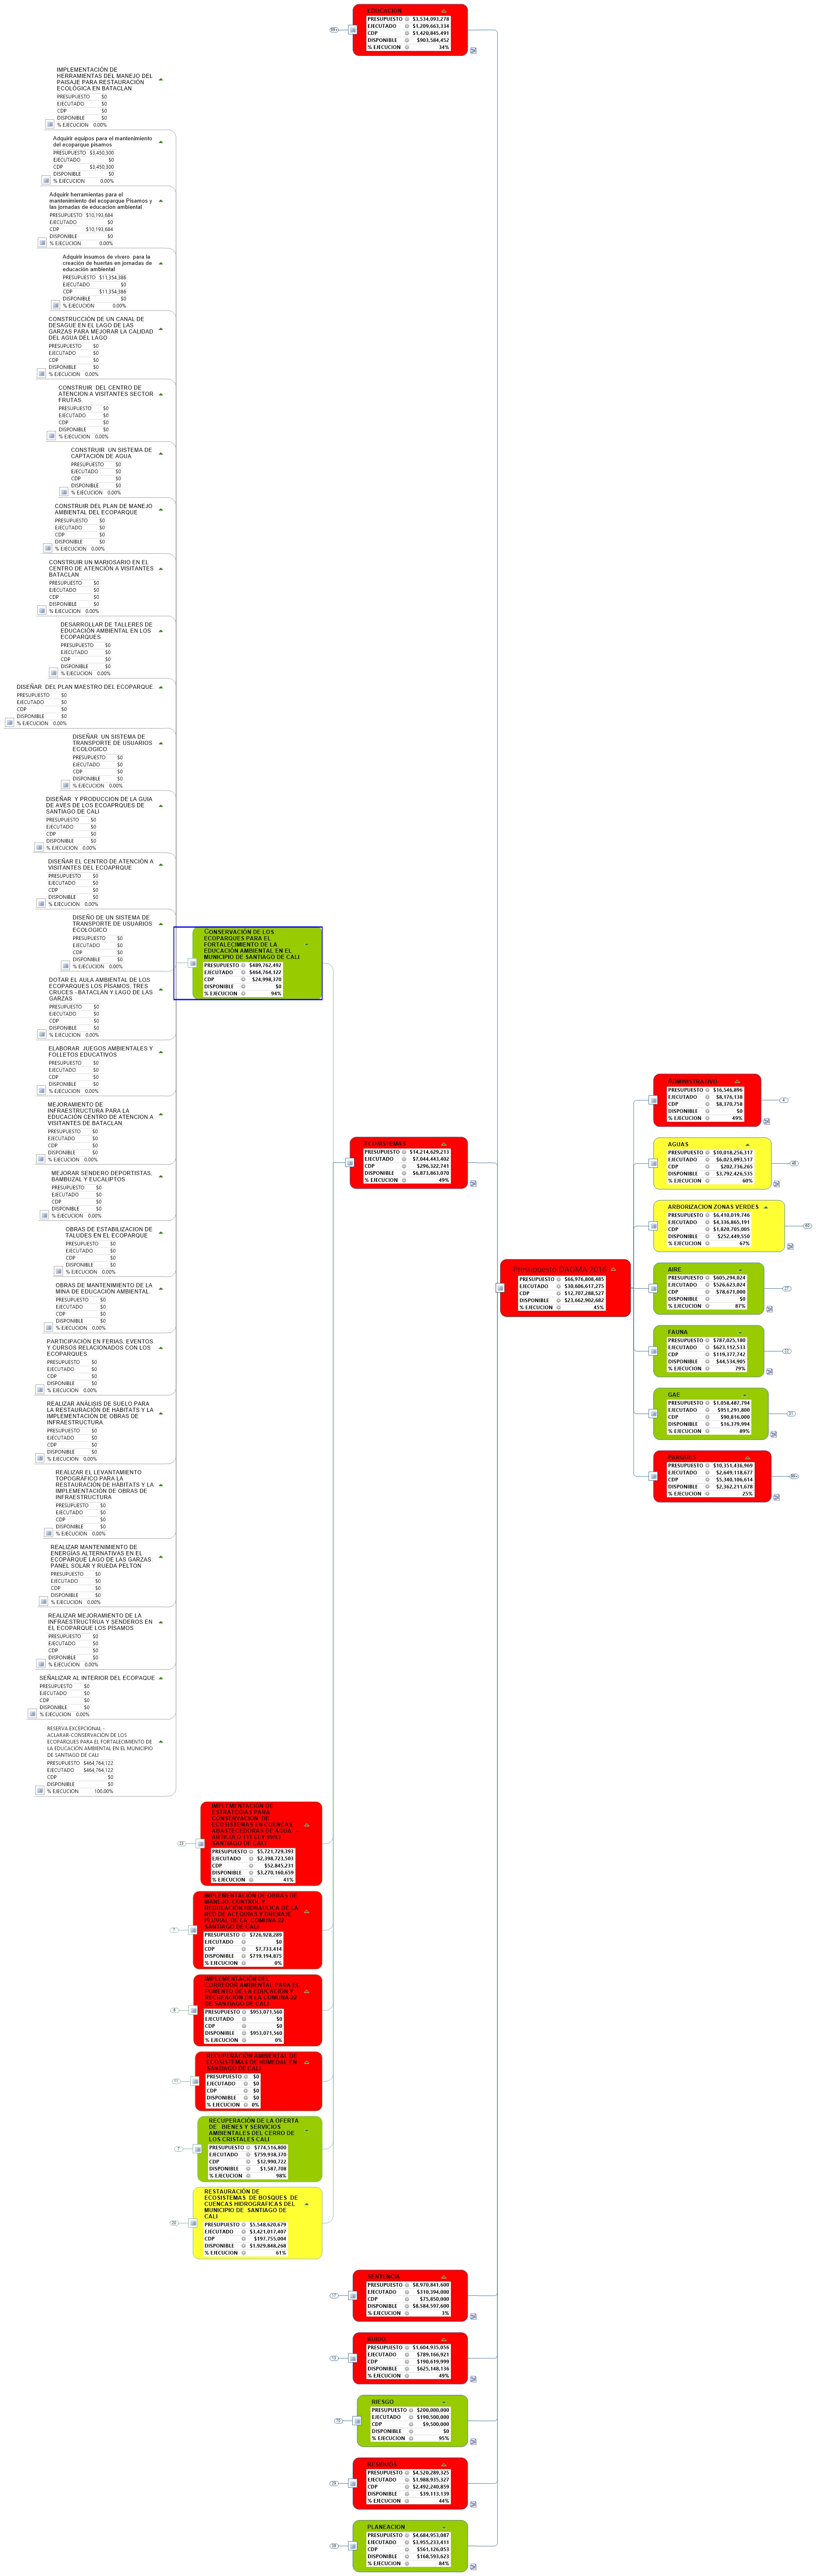 EDUCACION
PRESUPUESTO $3,534,093,278
EJECUTADO $1,209,663,334
CDP $1,420,845,491
DISPONIBLE $903,584,452
% EJECUCION 34%
IMPLEMENTACIÓN DE
HERRAMIENTAS DEL MANEJO DEL
PAISAJE PARA RESTAURACIÓN
ECOLÓGICA EN BATACLAN
PRESUPUESTO $0
EJECUTADO $0
CDP $0
DISPONIBLE $0
% EJECUCION 0.00%
Adquirir equipos para el mantenimiento
del ecoparque pisamos
PRESUPUESTO $3,450,300
EJECUTADO $0
CDP $3,450,300
DISPONIBLE $0
% EJECUCION 0.00%
Adquirir herramientas para el
mantenimiento del ecoparque Pisamos y
las jornadas de educacion ambiental
PRESUPUESTO $10,193,684
EJECUTADO $0
CDP $10,193,684
DISPONIBLE $0
% EJECUCION 0.00%
Adquirir insumos de vivero para la
creación de huertas en jornadas de
educación ambiental
PRESUPUESTO $11,354,386
EJECUTADO $0
CDP $11,354,386
DISPONIBLE $0
% EJECUCION 0.00%
CONSTRUCCIÓN DE UN CANAL DE
DESAGUE EN EL LAGO DE LAS
GARZAS PARA MEJORAR LA CALIDAD
DEL AGUA DEL LAGO
PRESUPUESTO $0
EJECUTADO $0
CDP $0
DISPONIBLE $0
% EJECUCION 0.00%
CONSTRUIR DEL CENTRO DE
ATENCION A VISITANTES SECTOR
FRUTAS.
PRESUPUESTO $0
EJECUTADO $0
CDP $0
DISPONIBLE $0
% EJECUCION 0.00%
CONSTRUIR UN SISTEMA DE
CAPTACIÓN DE AGUA
PRESUPUESTO $0
EJECUTADO $0
CDP $0
DISPONIBLE $0
% EJECUCION 0.00%
CONSTRUIR DEL PLAN DE MANEJO
AMBIENTAL DEL ECOPARQUE
PRESUPUESTO $0
EJECUTADO $0
CDP $0
DISPONIBLE $0
% EJECUCION 0.00%
CONSTRUIR UN MARIOSARIO EN EL
CENTRO DE ATENCIÓN A VISITANTES
BATACLAN
PRESUPUESTO $0
EJECUTADO $0
CDP $0
DISPONIBLE $0
% EJECUCION 0.00%
DESARROLLAR DE TALLERES DE
EDUCACIÓN AMBIENTAL EN LOS
ECOPARQUES
PRESUPUESTO $0
EJECUTADO $0
CDP $0
DISPONIBLE $0
% EJECUCION 0.00%
DISEÑAR DEL PLAN MAESTRO DEL ECOPARQUE.
PRESUPUESTO $0
EJECUTADO $0
CDP $0
DISPONIBLE $0
% EJECUCION 0.00%
DISEÑAR UN SISTEMA DE
TRANSPORTE DE USUARIOS
ECOLOGICO
PRESUPUESTO $0
EJECUTADO $0
CDP $0
DISPONIBLE $0
% EJECUCION 0.00%
DISEÑAR Y PRODUCCION DE LA GUIA
DE AVES DE LOS ECOAPRQUES DE
SANTIAGO DE CALI
PRESUPUESTO $0
EJECUTADO $0
CDP $0
DISPONIBLE $0
% EJECUCION 0.00%
DISEÑAR EL CENTRO DE ATENCIÓN A
VISITANTES DEL ECOAPRQUE
PRESUPUESTO $0
EJECUTADO $0
CDP $0
DISPONIBLE $0
% EJECUCION 0.00%
DISEÑO DE UN SISTEMA DE
TRANSPORTE DE USUARIOS
ECOLOGICO
PRESUPUESTO $0
EJECUTADO $0
CDP $0
DISPONIBLE $0
% EJECUCION 0.00%
DOTAR EL AULA AMBIENTAL DE LOS
ECOPARQUES LOS PÍSAMOS, TRES
CRUCES - BATACLÁN Y LAGO DE LAS
GARZAS
PRESUPUESTO $0
EJECUTADO $0
CDP $0
DISPONIBLE $0
% EJECUCION 0.00%
ELABORAR JUEGOS AMBIENTALES Y
FOLLETOS EDUCATIVOS
PRESUPUESTO $0
EJECUTADO $0
CDP $0
DISPONIBLE $0
% EJECUCION 0.00%
MEJORAMIENTO DE
INFRAESTRUCTURA PARA LA
EDUCACIÓN CENTRO DE ATENCION A
VISITANTES DE BATACLAN
PRESUPUESTO $0
EJECUTADO $0
CDP $0
DISPONIBLE $0
% EJECUCION 0.00%
MEJORAR SENDERO DEPORTISTAS,
BAMBUZAL Y EUCALIPTOS
PRESUPUESTO $0
EJECUTADO $0
CDP $0
DISPONIBLE $0
% EJECUCION 0.00%
OBRAS DE ESTABILIZACION DE
TALUDES EN EL ECOPARQUE
PRESUPUESTO $0
EJECUTADO $0
CDP $0
DISPONIBLE $0
% EJECUCION 0.00%
OBRAS DE MANTENIMIENTO DE LA
MINA DE EDUCACIÓN AMBIENTAL.
PRESUPUESTO $0
EJECUTADO $0
CDP $0
DISPONIBLE $0
% EJECUCION 0.00%
PARTICIPACIÓN EN FERIAS, EVENTOS
Y CURSOS RELACIONADOS CON LOS
ECOPARQUES
PRESUPUESTO $0
EJECUTADO $0
CDP $0
DISPONIBLE $0
% EJECUCION 0.00%
REALIZAR ANÁLISIS DE SUELO PARA
LA RESTAURACIÓN DE HÁBITATS Y LA
IMPLEMENTACIÓN DE OBRAS DE
INFRAESTRUCTURA
PRESUPUESTO $0
EJECUTADO $0
CDP $0
DISPONIBLE $0
% EJECUCION 0.00%
REALIZAR EL LEVANTAMIENTO
TOPOGRÁFICO PARA LA
RESTAURACIÓN DE HÁBITATS Y LA
IMPLEMENTACIÓN DE OBRAS DE
INFRAESTRUCTURA
PRESUPUESTO $0
EJECUTADO $0
CDP $0
DISPONIBLE $0
% EJECUCION 0.00%
REALIZAR MANTENIMIENTO DE
ENERGÍAS ALTERNATIVAS EN EL
ECOPARQUE LAGO DE LAS GARZAS:
PANEL SOLAR Y RUEDA PELTON
PRESUPUESTO $0
EJECUTADO $0
CDP $0
DISPONIBLE $0
% EJECUCION 0.00%
REALIZAR MEJORAMIENTO DE LA
INFRAESTRUCTRUA Y SENDEROS EN
EL ECOPARQUE LOS PÍSAMOS
PRESUPUESTO $0
EJECUTADO $0
CDP $0
DISPONIBLE $0
% EJECUCION 0.00%
SEÑALIZAR AL INTERIOR DEL ECOPAQUE
PRESUPUESTO $0
EJECUTADO $0
CDP $0
DISPONIBLE $0
% EJECUCION 0.00%
RESERVA EXCEPCIONAL -
ACLARAR-CONSERVACIÓN DE LOS
ECOPARQUES PARA EL FORTALECIMIENTO DE
LA EDUCACIÓN AMBIENTAL EN EL MUNICIPIO
DE SANTIAGO DE CALI
PRESUPUESTO $464,764,122
EJECUTADO $464,764,122
CDP $0
DISPONIBLE $0
% EJECUCION 100.00%
CONSERVACIÓN DE LOS
ECOPARQUES PARA EL
FORTALECIMIENTO DE LA
EDUCACIÓN AMBIENTAL EN EL
MUNICIPIO DE SANTIAGO DE CALI
PRESUPUESTO $489,762,492
EJECUTADO $464,764,122
CDP $24,998,370
DISPONIBLE $0
% EJECUCION 94%
ECOSISTEMAS
PRESUPUESTO $14,214,629,213
EJECUTADO $7,044,443,402
CDP $296,322,741
DISPONIBLE $6,873,863,070
% EJECUCION 49%
Presupuesto DAGMA 2016
PRESUPUESTO $66,976,808,485
EJECUTADO $30,606,617,275
CDP $12,707,288,527
DISPONIBLE $23,662,902,682
% EJECUCION 45%
ADMINISTRATIVO
PRESUPUESTO $16,546,896
EJECUTADO $8,176,138
CDP $8,370,758
DISPONIBLE $0
% EJECUCION 49%
AGUAS
PRESUPUESTO $10,018,256,317
EJECUTADO $6,023,093,517
CDP $202,736,265
DISPONIBLE $3,792,426,535
% EJECUCION 60%
ARBORIZACION ZONAS VERDES
PRESUPUESTO $6,410,019,746
EJECUTADO $4,336,865,191
CDP $1,820,705,005
DISPONIBLE $252,449,550
% EJECUCION 67%
AIRE
PRESUPUESTO $605,294,024
EJECUTADO $526,623,024
CDP $78,671,000
DISPONIBLE $0
% EJECUCION 87%
FAUNA
PRESUPUESTO $787,025,180
EJECUTADO $623,112,533
CDP $119,377,742
DISPONIBLE $44,534,905
% EJECUCION 79%
GAE
PRESUPUESTO $1,058,487,794
EJECUTADO $951,291,800
CDP $90,816,000
DISPONIBLE $16,379,994
% EJECUCION 89%
PARQUES
PRESUPUESTO $10,351,436,969
EJECUTADO $2,649,118,677
CDP $5,340,106,614
DISPONIBLE $2,362,211,678
% EJECUCION 25%
IMPLEMENTACIÓN DE
ESTRATEGIAS PARA
CONSERVACIÓN DE
ECOSISTEMAS EN CUENCAS
ABASTECEDORAS DE AGUA
ARTÍCULO 111 LEY 99/93
SANTIAGO DE CALI
PRESUPUESTO $5,721,729,393
EJECUTADO $2,398,723,503
CDP $52,845,231
DISPONIBLE $3,270,160,659
% EJECUCION 41%
IMPLEMENTACIÓN DE OBRAS DE
MANEJO, CONTROL Y
REGULACIÓN HIDRÁULICA DE LA
RED DE ACEQUIAS Y DRENAJE
PLUVIAL DE LA COMUNA 22
SANTIAGO DE CALI
PRESUPUESTO $726,928,289
EJECUTADO $0
CDP $7,733,414
DISPONIBLE $719,194,875
% EJECUCION 0%
IMPLEMENTACIÓN DEL
CORREDOR AMBIENTAL PARA EL
FOMENTO DE LA EDUCACIÓN Y
RECREACIÓN EN LA COMUNA 22
DE SANTIAGO DE CALI
PRESUPUESTO $953,071,560
EJECUTADO $0
CDP $0
DISPONIBLE $953,071,560
% EJECUCION 0%
RECUPERACIÓN AMBIENTAL DE
ECOSISTEMAS DE HUMEDAL EN
SANTIAGO DE CALI
PRESUPUESTO $0
EJECUTADO $0
CDP $0
DISPONIBLE $0
% EJECUCION 0%
RECUPERACIÓN DE LA OFERTA
DE BIENES Y SERVICIOS
AMBIENTALES DEL CERRO DE
LOS CRISTALES CALI
PRESUPUESTO $774,516,800
EJECUTADO $759,938,370
CDP $12,990,722
DISPONIBLE $1,587,708
% EJECUCION 98%
RESTAURACIÓN DE
ECOSISTEMAS DE BOSQUES DE
CUENCAS HIDROGRÁFICAS DEL
MUNICIPIO DE SANTIAGO DE
CALI
PRESUPUESTO $5,548,620,679
EJECUTADO $3,421,017,407
CDP $197,755,004
DISPONIBLE $1,929,848,268
% EJECUCION 61%
SENTENCIA
PRESUPUESTO $8,970,841,600
EJECUTADO $310,394,000
CDP $75,850,000
DISPONIBLE $8,584,597,600
% EJECUCION 3%
RUIDO
PRESUPUESTO $1,604,935,056
EJECUTADO $789,166,921
CDP $190,619,999
DISPONIBLE $625,148,136
% EJECUCION 49%
RIESGO
PRESUPUESTO $200,000,000
EJECUTADO $190,500,000
CDP $9,500,000
DISPONIBLE $0
% EJECUCION 95%
RESIDUOS
PRESUPUESTO $4,520,289,325
EJECUTADO $1,988,935,327
CDP $2,492,240,859
DISPONIBLE $39,113,139
% EJECUCION 44%
PLANEACION
PRESUPUESTO $4,684,953,087
EJECUTADO $3,955,233,411
CDP $561,126,053
DISPONIBLE $168,593,623
% EJECUCION 84%